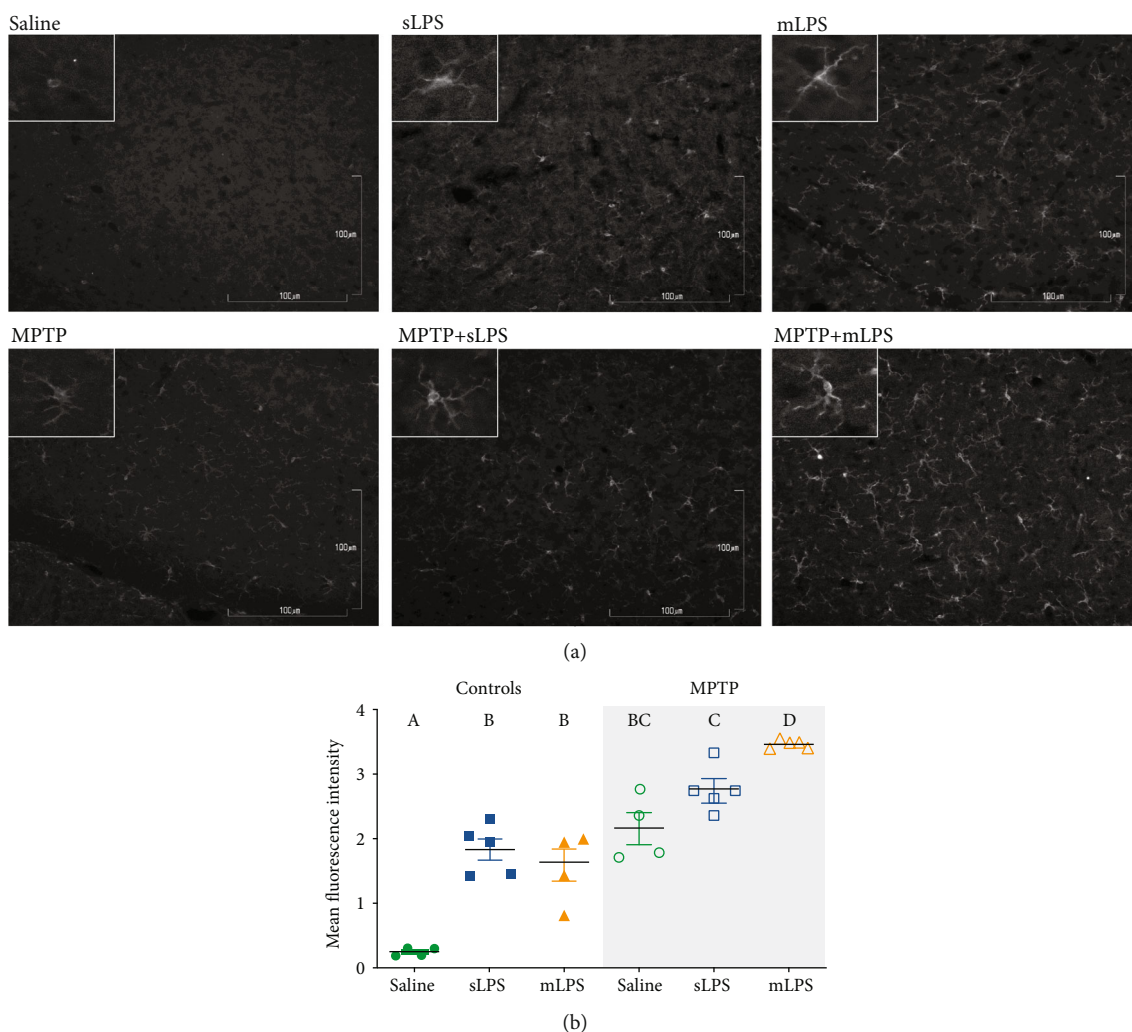 Saline
sLPS
mLPS
100μm
100μm
100μm
100μm
100μm
100μm
MPTP
MPTP+sLPS
MPTP+mLPS
100μm
100μm
100μm
100μm
100μm
100μm
(a)
Controls
MPTP
4
3
2
1
0
Mean fluorescence intensity
A
B
B
BC
C
D
Saline
sLPS
mLPS
Saline
sLPS
mLPS
(b)